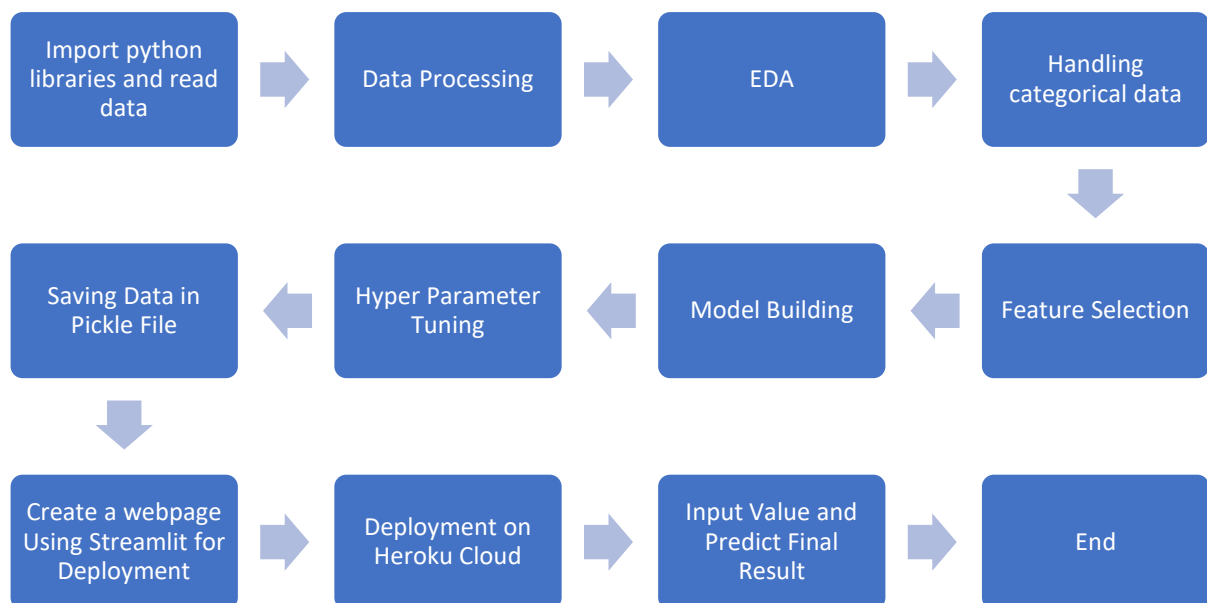 Import python
libraries and read
data
Data Processing
EDA
Handling
categorical data
Feature Selection
Model Building
Hyper Parameter
Tuning
Saving Data in
Pickle File
Create a webpage
Using Streamlit for
Deployment
Deployment on
Heroku Cloud
Input Value and
Predict Final
Result
End